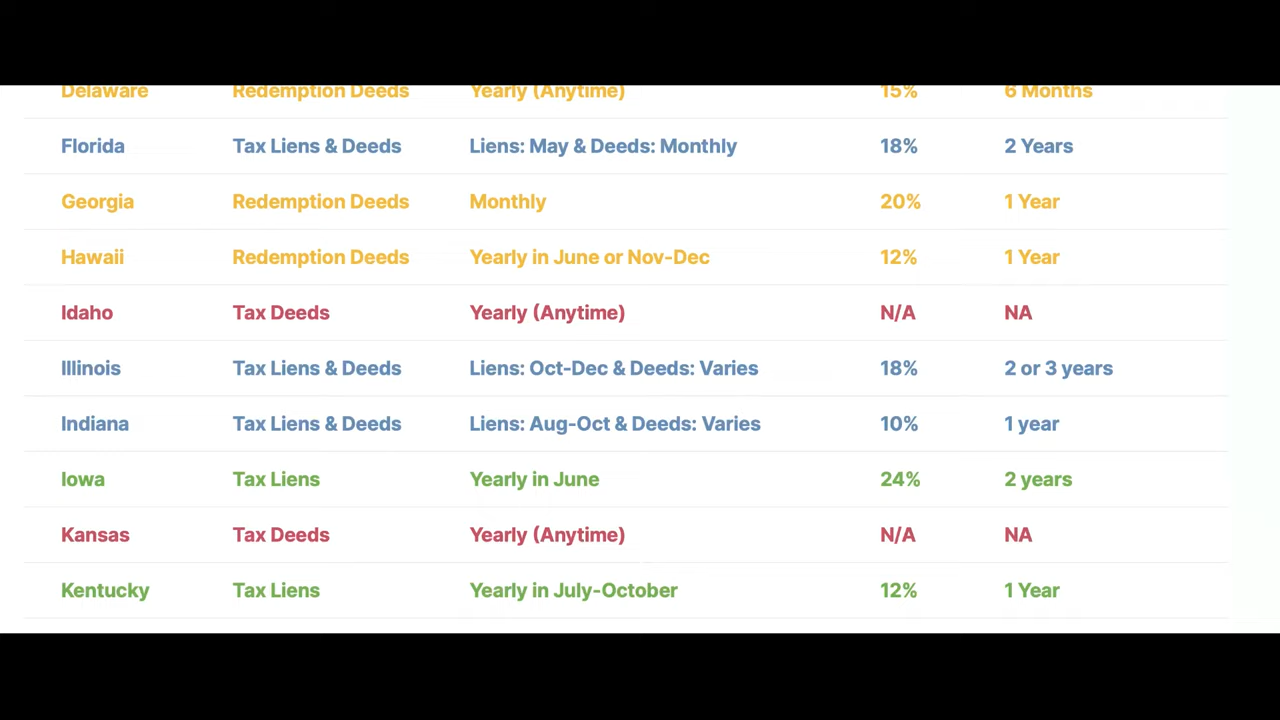 Delaware Redemption Deeds Yearly (Anytime) 15% 6 Months
Florida Tax Liens & Deeds Liens: May & Deeds: Monthly 18% 2 Years
Georgia Redemption Deeds Monthly 20% 1 Year
Hawaii Redemption Deeds Yearly in June or Nov-Dec 12% 1 Year
Idaho Tax Deeds Yearly (Anytime) N/A NA
Illinois Tax Liens & Deeds Liens: Oct-Dec & Deeds: Varies 18% 2 or 3 years
Indiana Tax Liens & Deeds Liens: Aug-Oct & Deeds: Varies 10% 1 year
Iowa Tax Liens Yearly in June 24% 2 years
Kansas Tax Deeds Yearly (Anytime) N/A NA
Kentucky Tax Liens Yearly in July-October 12% 1 Year